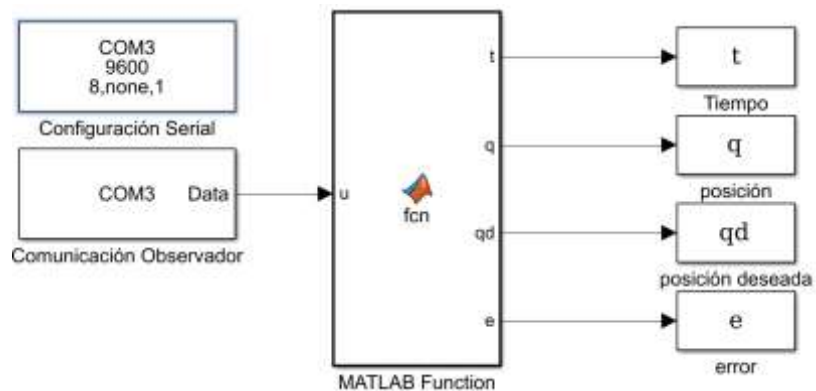 COM3
9600
8,none,1
Configuración Serial
COM3 Data
Comunicación Observador
u
fcn
t
q
qd
e
MATLAB Function
t
Tiempo
q
posición
qd
posición deseada
e
error